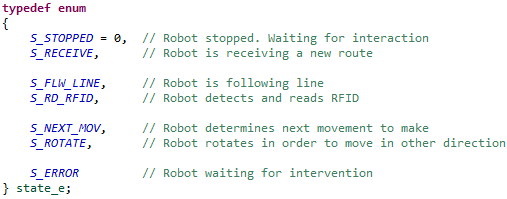 typedef enum
{
S_STOPPED = 0, // Robot stopped. Waiting for interaction
S_RECEIVE, // Robot is receiving a new route
S_FLW_LINE, // Robot is following line
S_RD_RFID, // Robot detects and reads RFID
S_NEXT_MOV, // Robot determines next movement to make
S_ROTATE, // Robot rotates in order to move in other direction
S_ERROR // Robot waiting for intervention
} state_e;